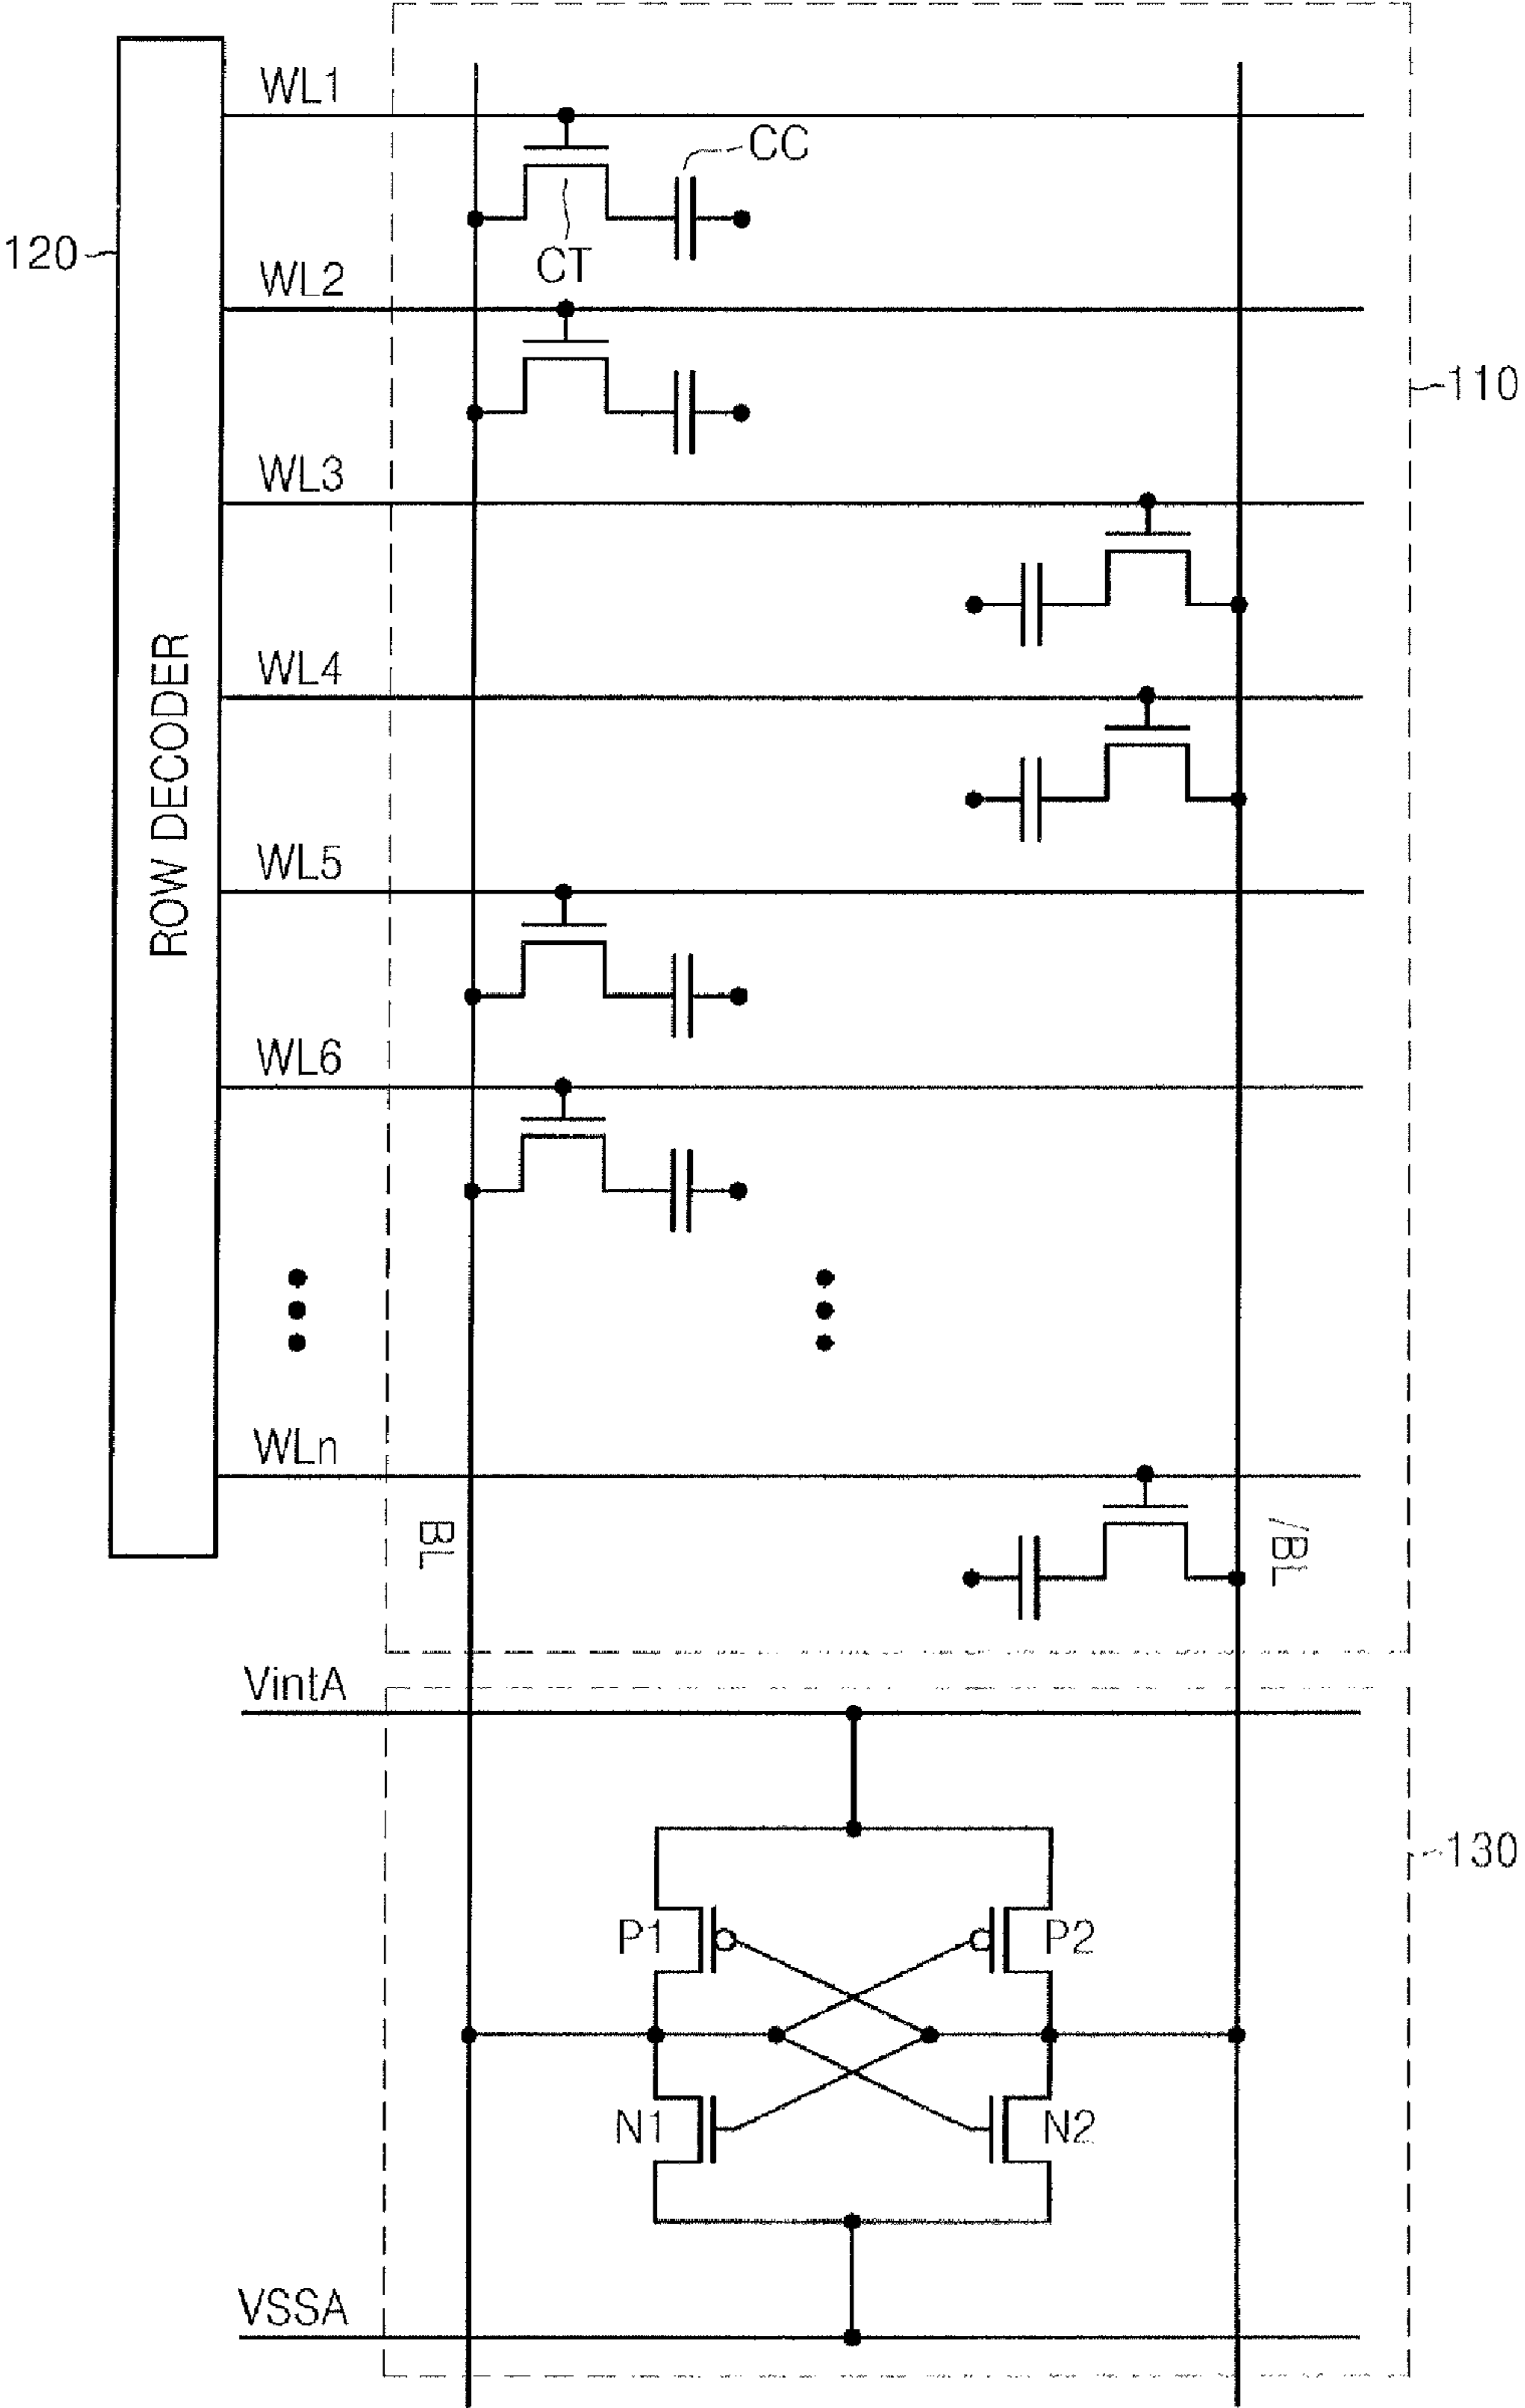 WL1
CC
CT
120
WL2
110
WL3
WL4
ROW DECODER
WL5
WL6
WLn
BL
/BL
VintA
130
P1
P2
N1
N2
VSSA